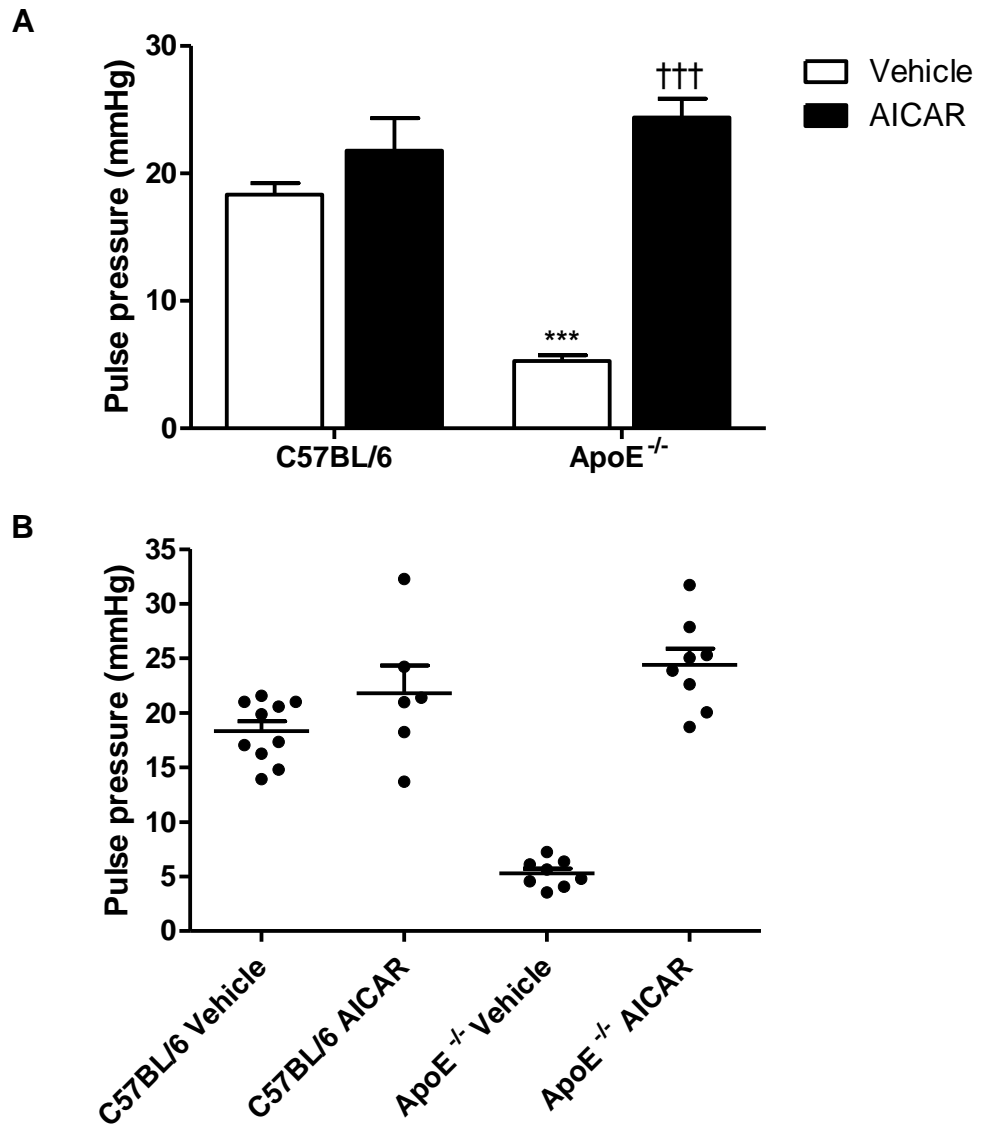 A
Pulse pressure (mmHg)
30
20
10
0
***
†††
C57BL/6
ApoE-/-
Vehicle
AICAR
B
Pulse pressure (mmHg)
35
30
25
20
15
10
5
0
C57BL/6 Vehicle
C57BL/6 AICAR
ApoE-/- Vehicle
ApoE-/- AICAR